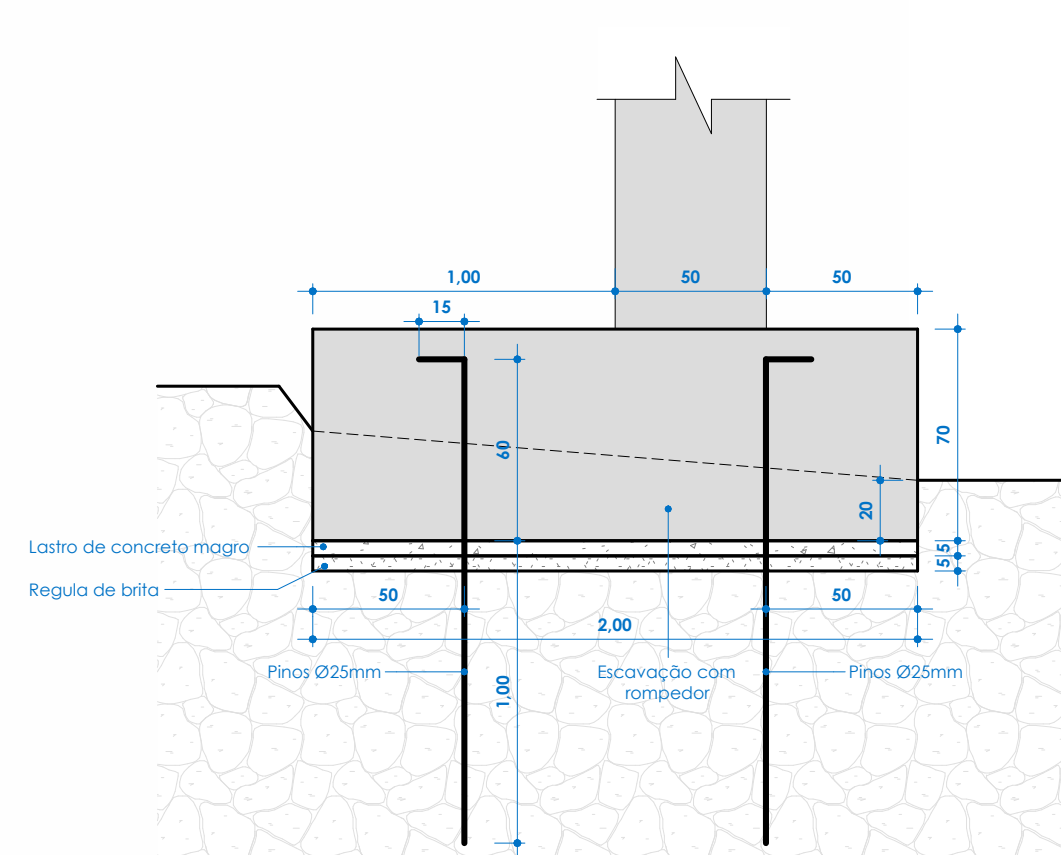 1,00
50
50
15
70
60
20
Lastro de concreto magro
5
5
Regula de brita
50
50
2,00
Pinos Ø25mm
Escavação com
rompedor
Pinos Ø25mm
1,00